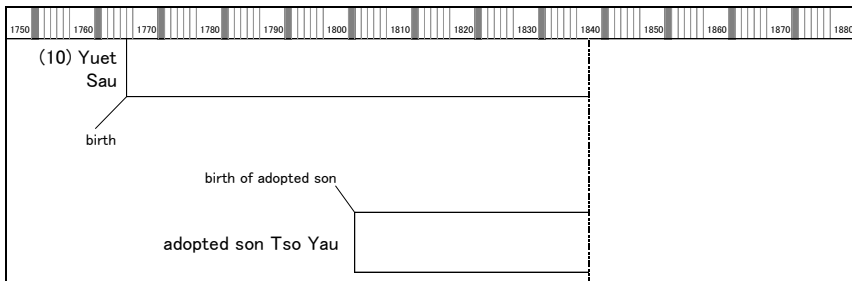 1750 1760 1770 1780 1790 1800 1810 1820 1830 1840 1850 1860 1870 1880
(10) Yuet
Sau
birth
birth of adopted son
adopted son Tso Yau